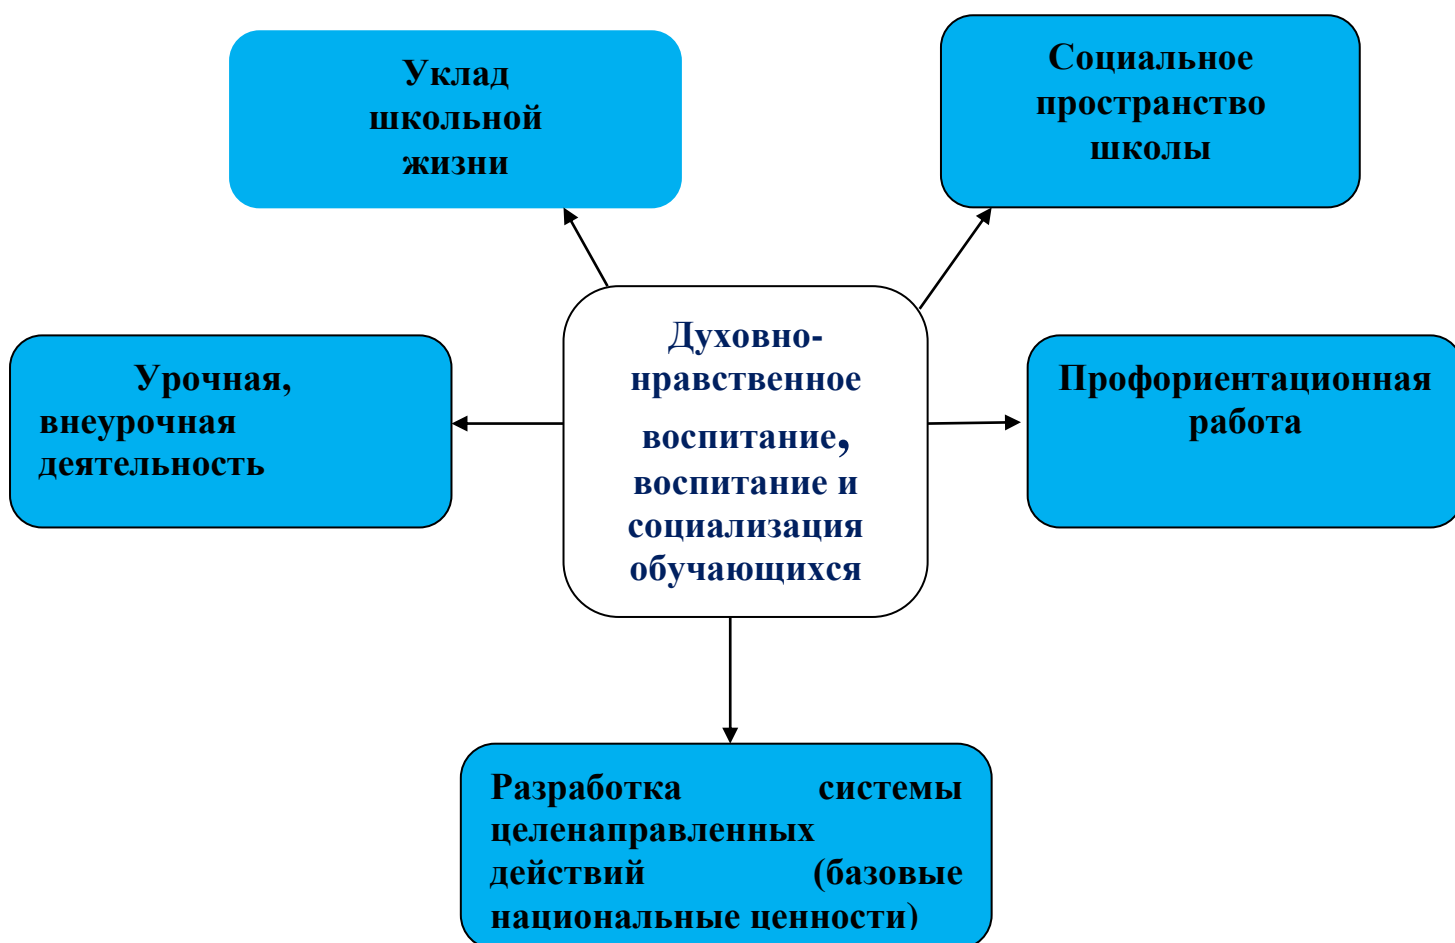 Уклад
школьной
жизни
Социальное
пространство
школы
Духовно-
нравственное
воспитание,
воспитание и
социализация
обучающихся
Урочная,
внеурочная
деятельность
Профориентационная
работа
Разработка системы
целенаправленных
действий (базовые
национальные ценности)